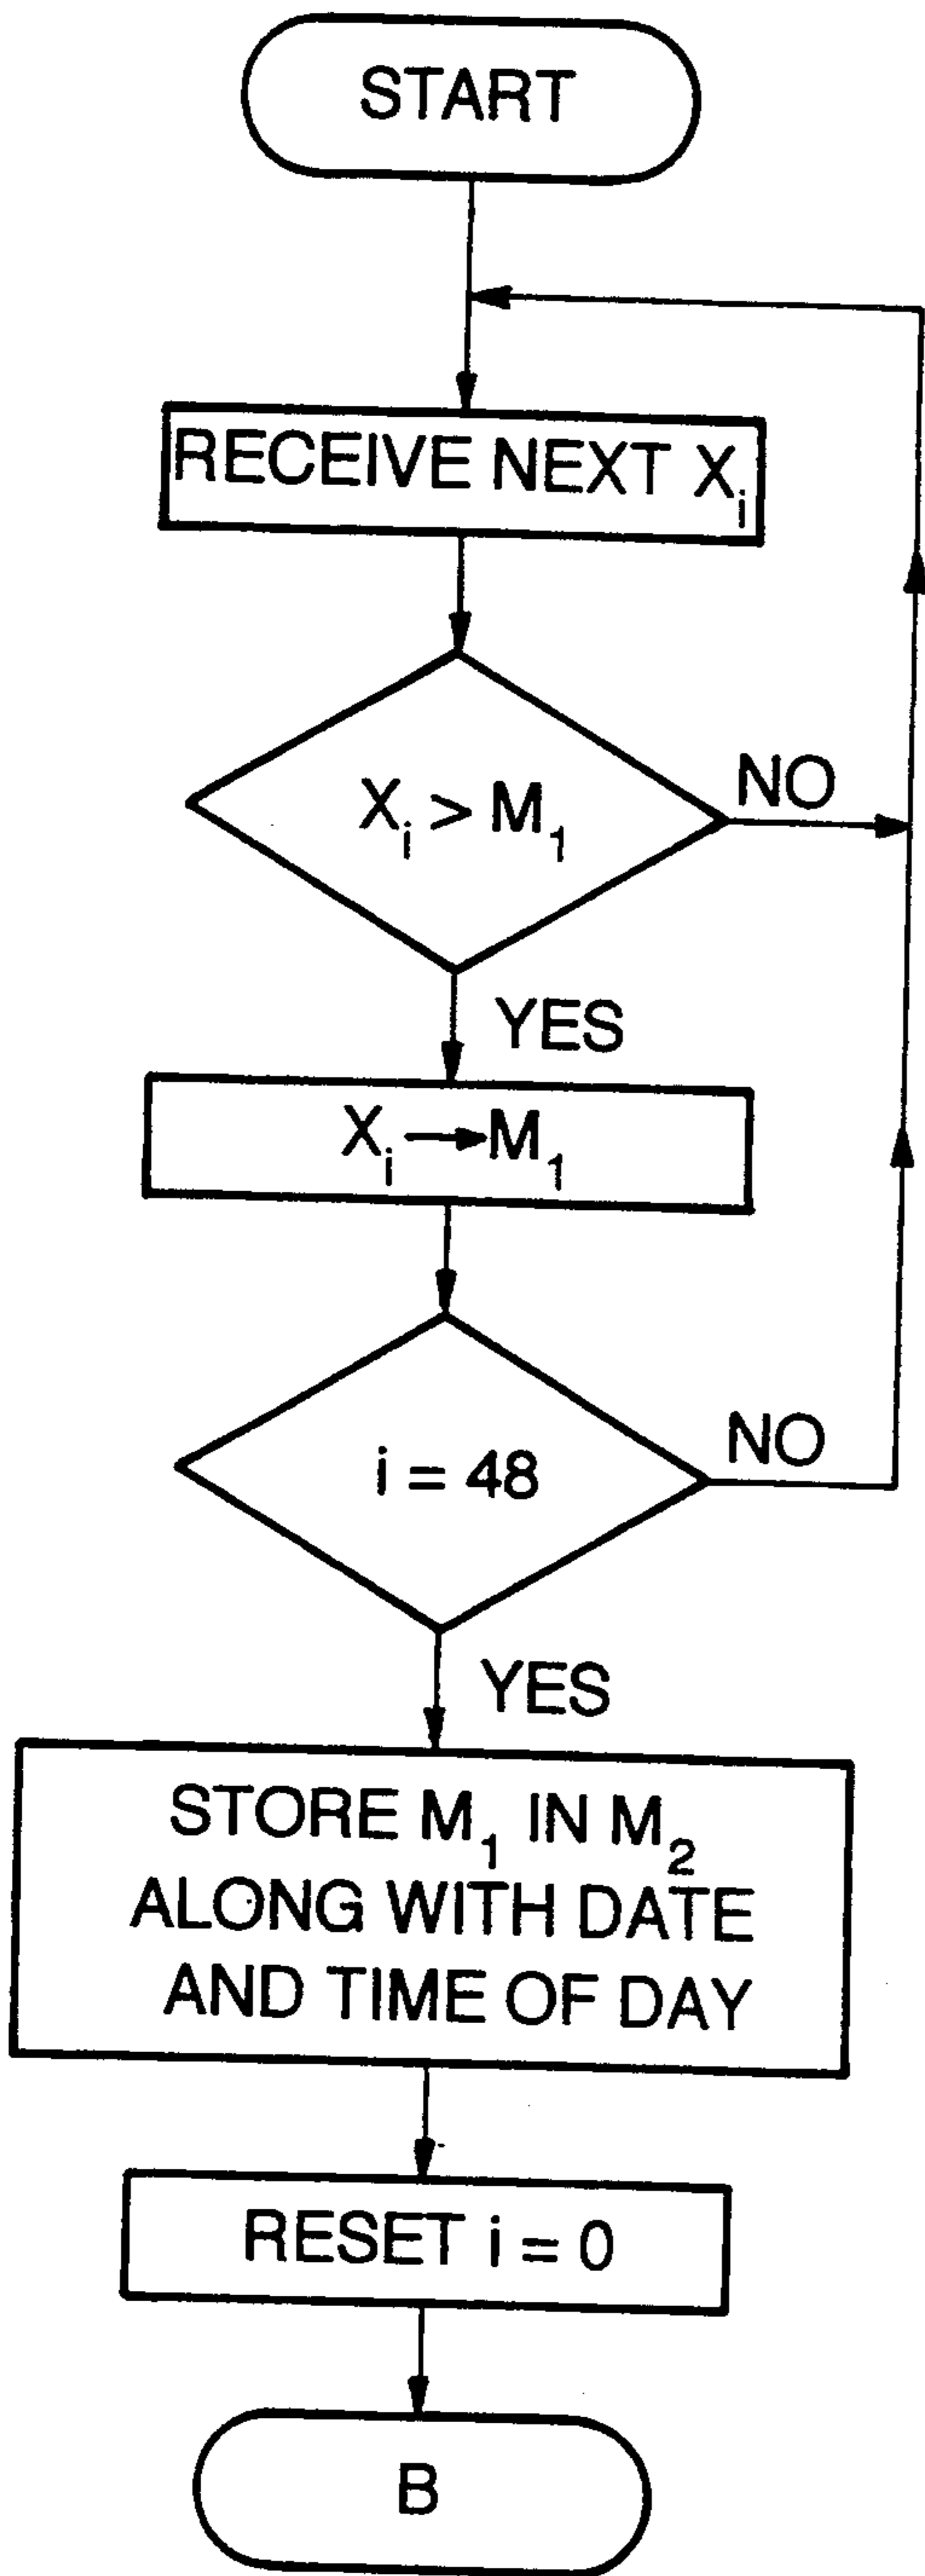 START
RECEIVE NEXT Xi
Xi > M1
NO
YES
Xi → M1
i = 48
NO
YES
STORE M1 IN M2
ALONG WITH DATE
AND TIME OF DAY
RESET i = 0
B